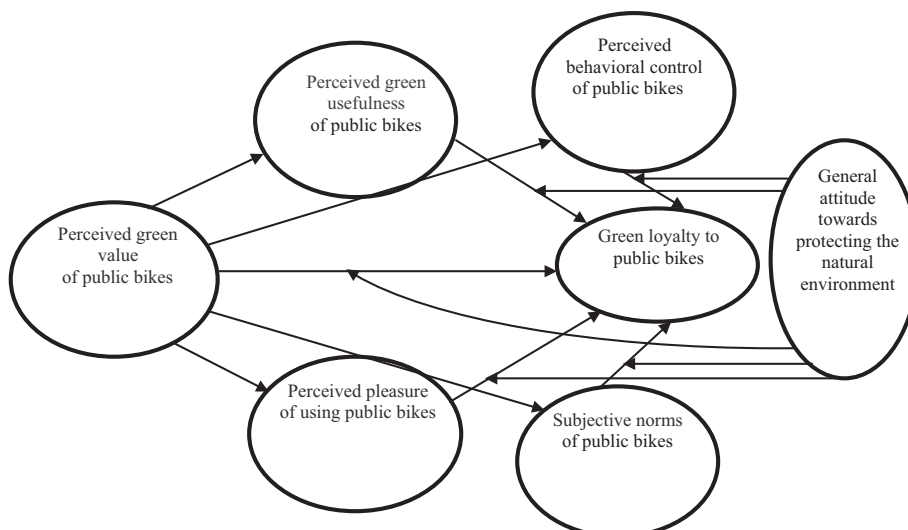 Perceived
behavioral control
of public bikes
Perceived green
usefulness
of public bikes
General
attitude
towards
protecting the
natural
environment
Perceived green
value
of public bikes
Green loyalty to
public bikes
Perceived pleasure
of using public bikes
Subjective norms
of public bikes